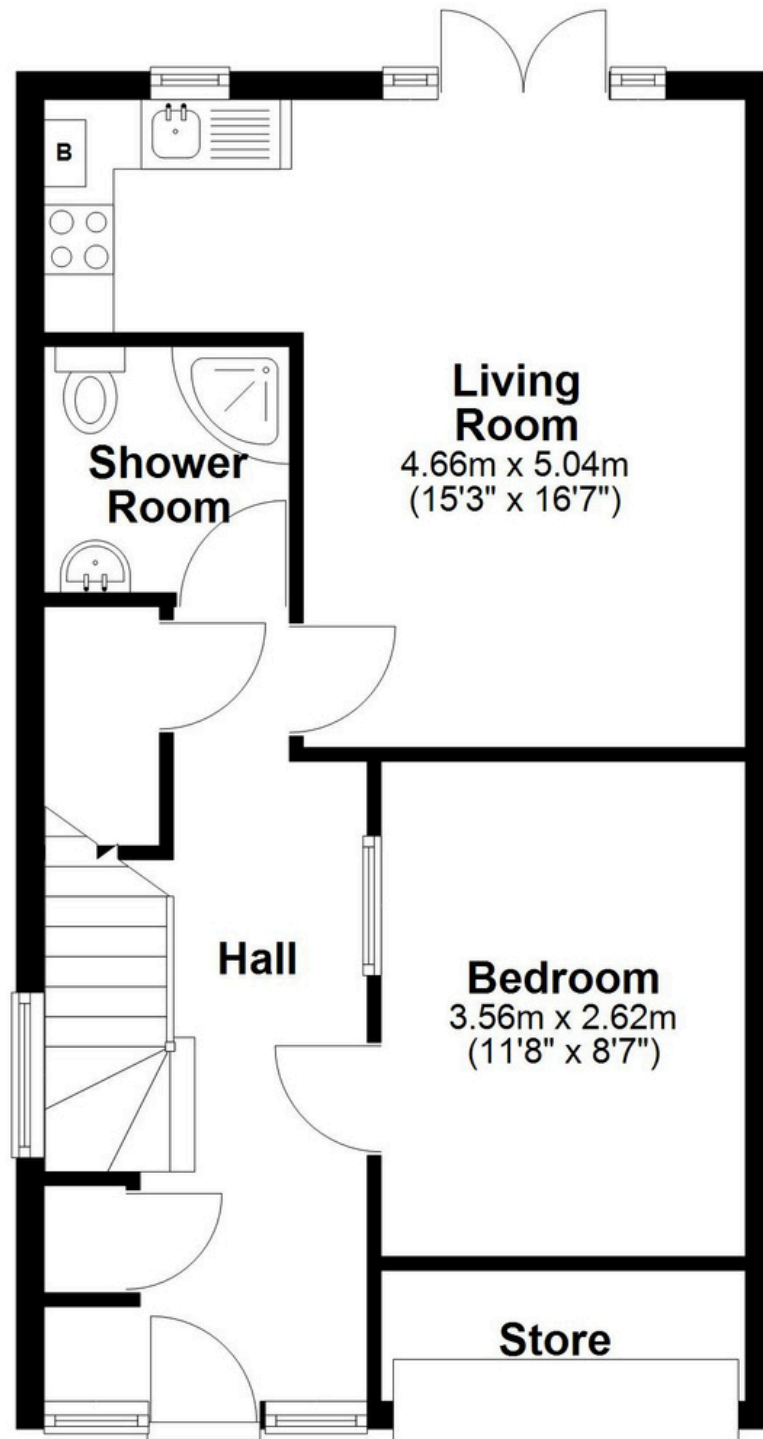 B
Living
Room
4.66m x 5.04m
(15'3" x 16'7")
Shower
Room
Hall
Bedroom
3.56m x 2.62m
(11'8" x 8'7")
Store